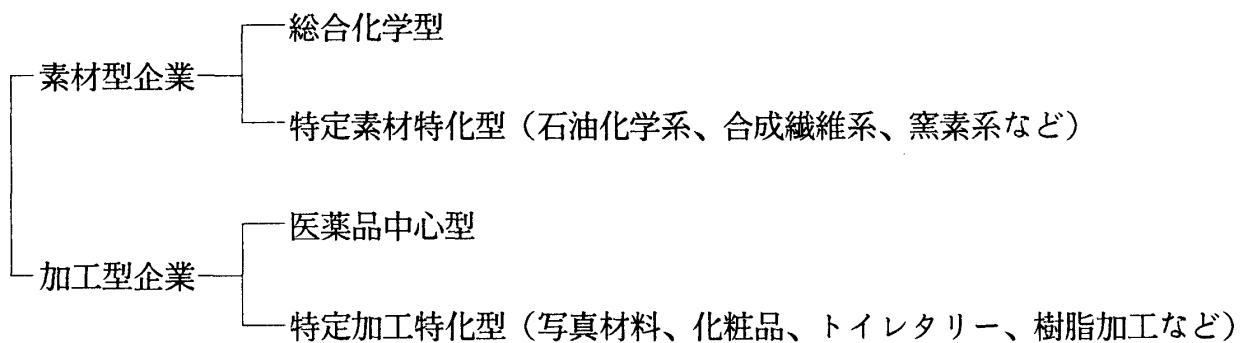 総合化学型
素材型企業
特定素材特化型（石油化学系、合成繊維系、窯素系など）
医薬品中心型
加工型企業
特定加工特化型（写真材料、化粧品、トイレタリー、樹脂加工など）